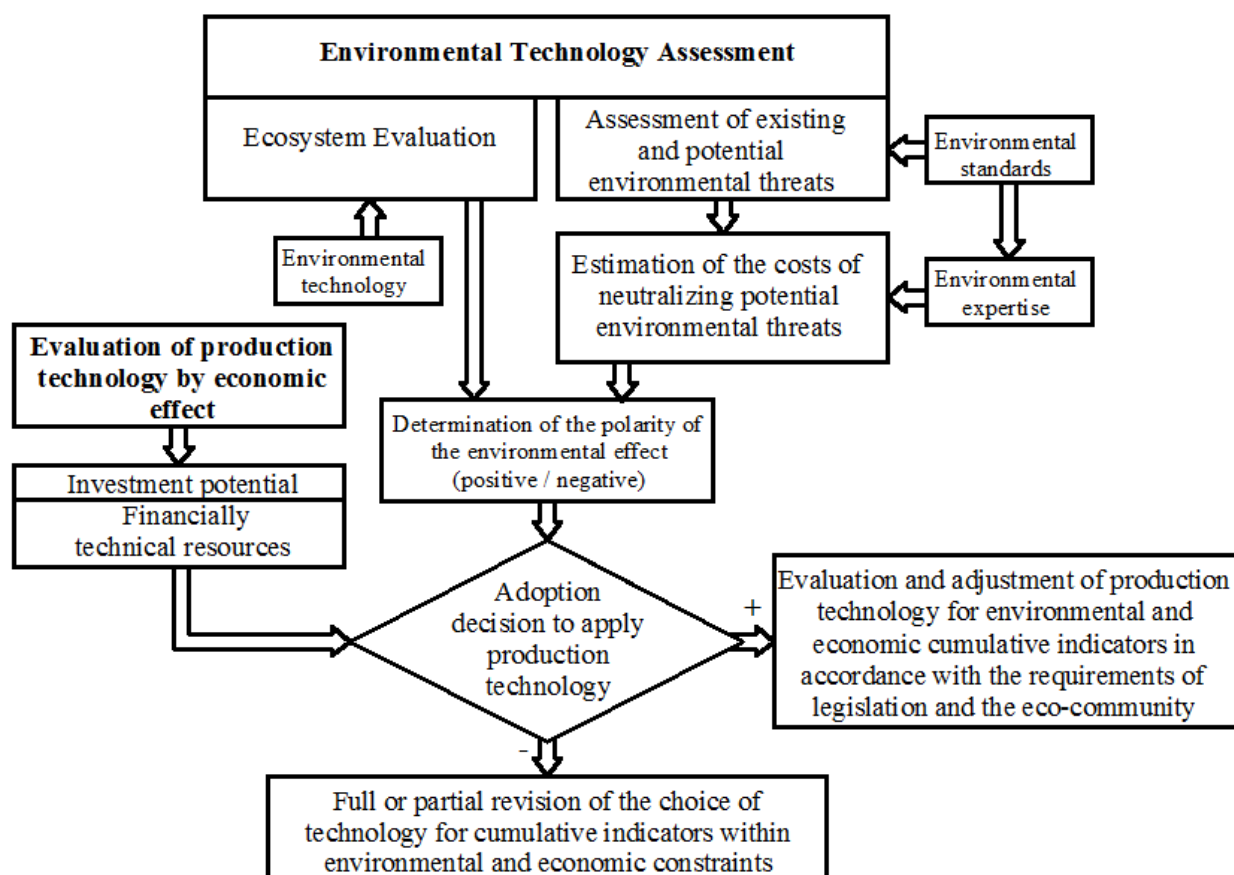 Environmental Technology Assessment
Ecosystem Evaluation
Assessment of existing
and potential
environmental threats
Environmental
standards
Environmental
technology
Estimation of the costs of
neutralizing potential
environmental threats
Environmental
expertise
Evaluation of production
technology by economic
effect
Determination of the polarity of
the environmental effect
(positive / negative)
Investment potential
Financially
technical resources
Adoption
decision to apply
production
technology
+
Evaluation and adjustment of production
technology for environmental and
economic cumulative indicators in
accordance with the requirements of
legislation and the eco-community
-
Full or partial revision of the choice of
technology for cumulative indicators within
environmental and economic constraints